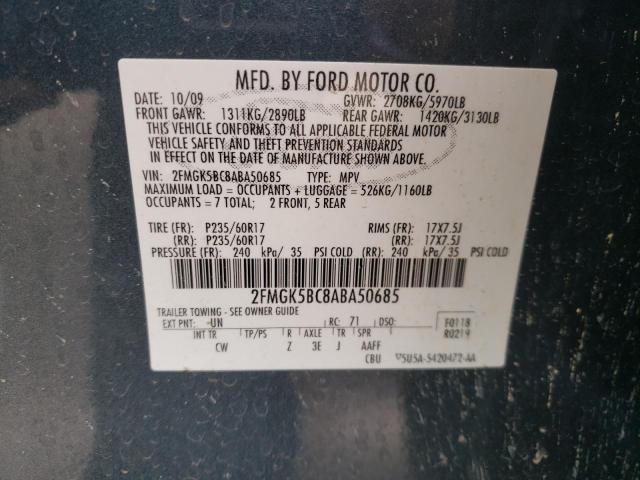 MFD. BY FORD MOTOR CO.
DATE: 10/09 GVWR: 2708KG/5970LB
FRONT GAWR: 1311KG/2890LB REAR GAWR: 1420KG/3130LB
THIS VEHICLE CONFORMS TO ALL APPLICABLE FEDERAL MOTOR
VEHICLE SAFETY AND THEFT PREVENTION STANDARDS
IN EFFECT ON THE DATE OF MANUFACTURE SHOWN ABOVE.
VIN: 2FMGK5BC8ABA50685 TYPE: MPV
MAXIMUM LOAD = OCCUPANTS + LUGGAGE = 526KG/1160LB
OCCUPANTS = 7 TOTAL; 2 FRONT, 5 REAR
TIRE (FR): P235/60R17 RIMS (FR): 17X7.5J
(RR): P235/60R17 (RR): 17X7.5J
PRESSURE (FR): 240 kPa/ 35 PSI COLD (RR): 240 kPa/ 35 PSI COLD
2FMGK5BC8ABA50685
TRAILER TOWING - SEE OWNER GUIDE
EXT PNT: UN RC: 71 DSO: F0118
INT TR TP/PS R AXLE TR SPR R0219
CW Z 3E J AAFF
CBU 5U5A-5420472-AA